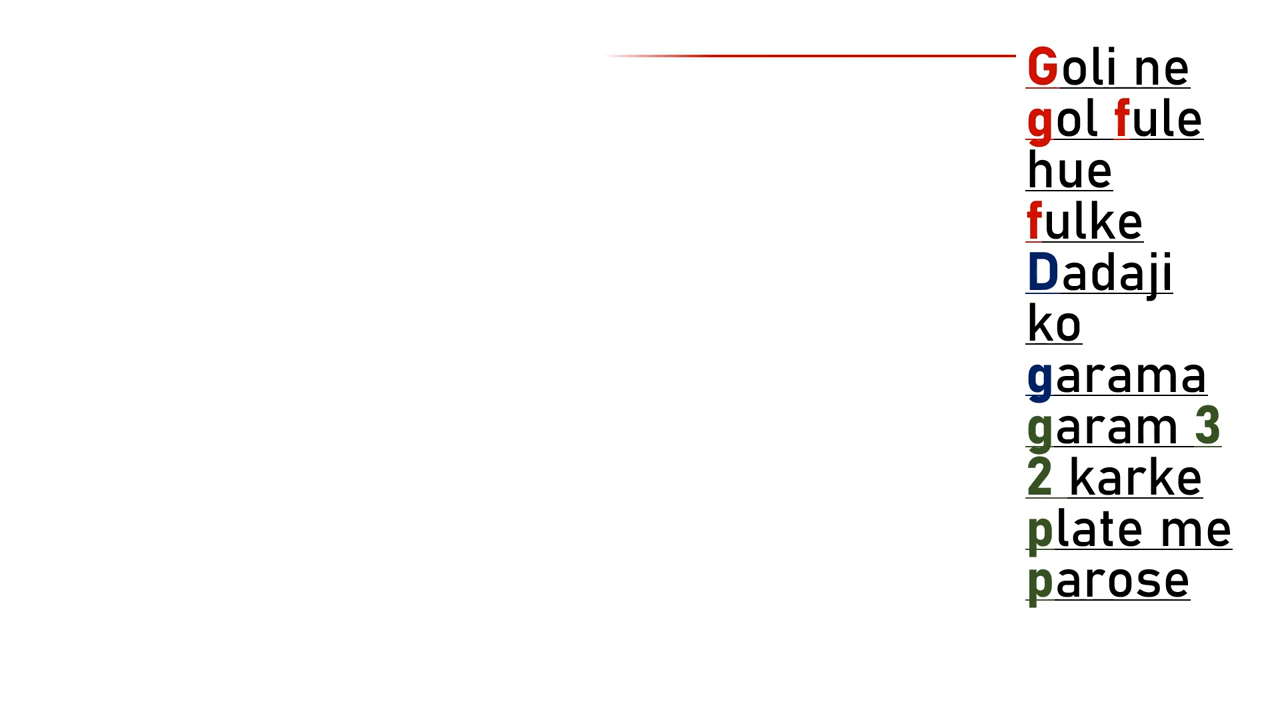 Goli ne
gol fule
hue
fulke
Dadaji
ko
garama
garam 3
2 karke
plate me
parose